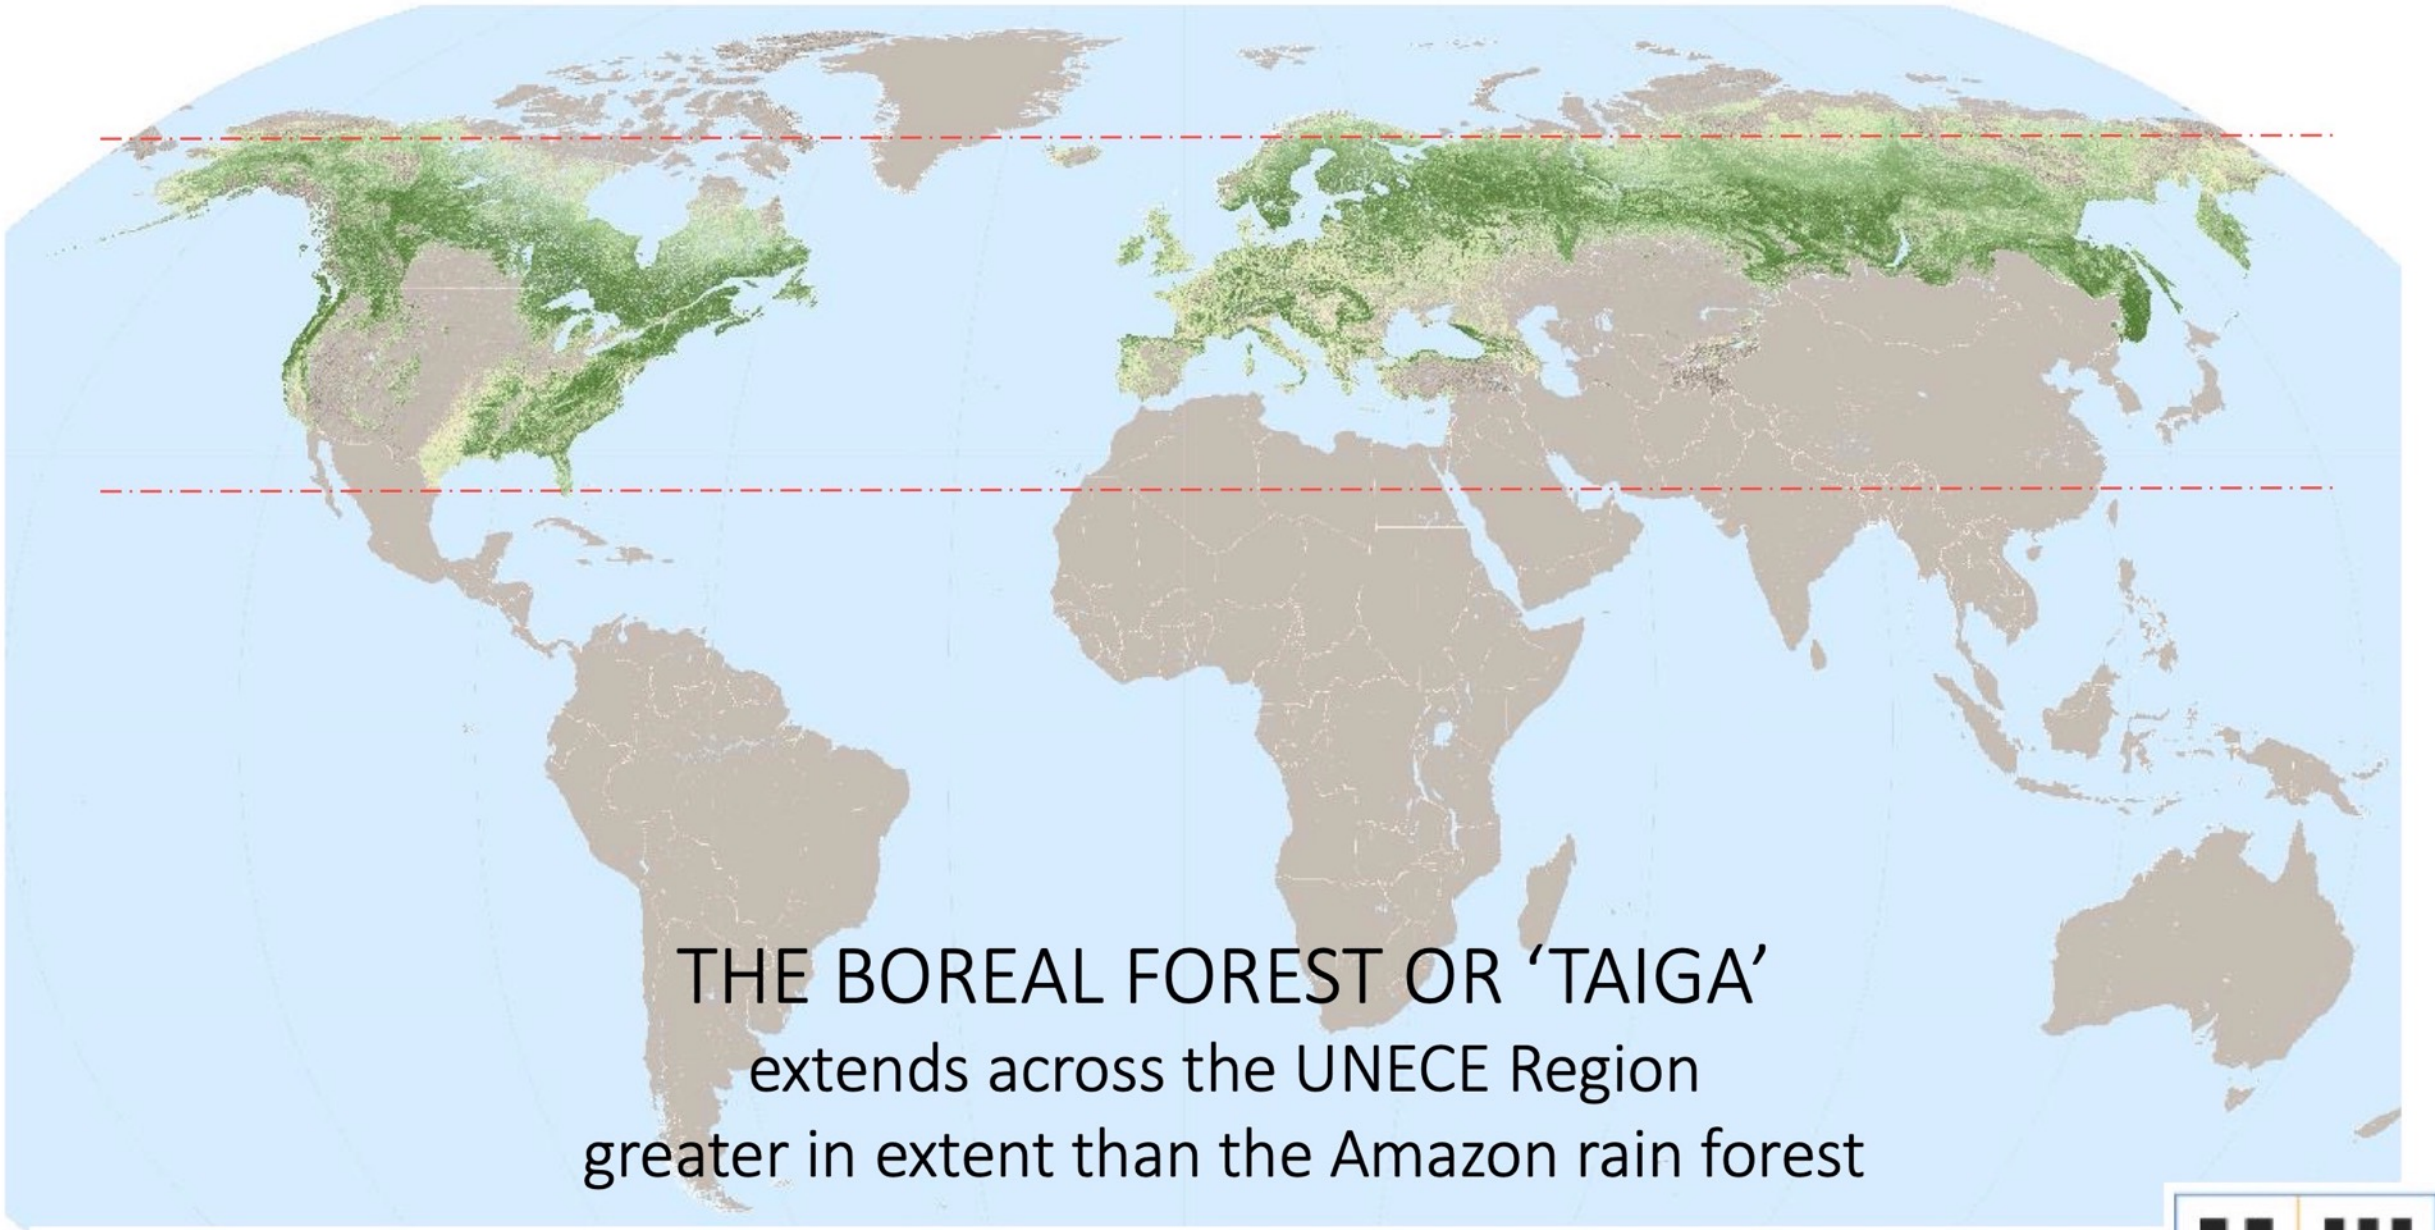 THE BOREAL FOREST OR ‘TAIGA’
extends across the UNECE Region
greater in extent than the Amazon rain forest